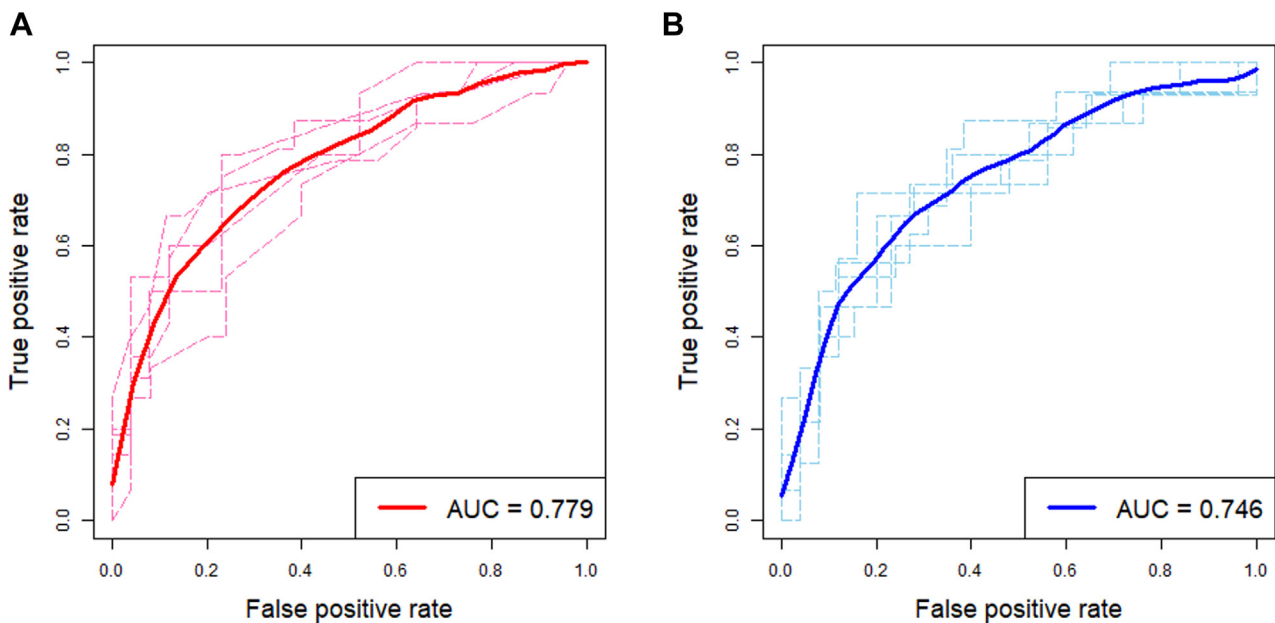 A
True positive rate
1.0
0.8
0.6
0.4
0.2
0.0
AUC = 0.779
0.0 0.2 0.4 0.6 0.8 1.0
False positive rate
B
True positive rate
1.0
0.8
0.6
0.4
0.2
0.0
AUC = 0.746
0.0 0.2 0.4 0.6 0.8 1.0
False positive rate